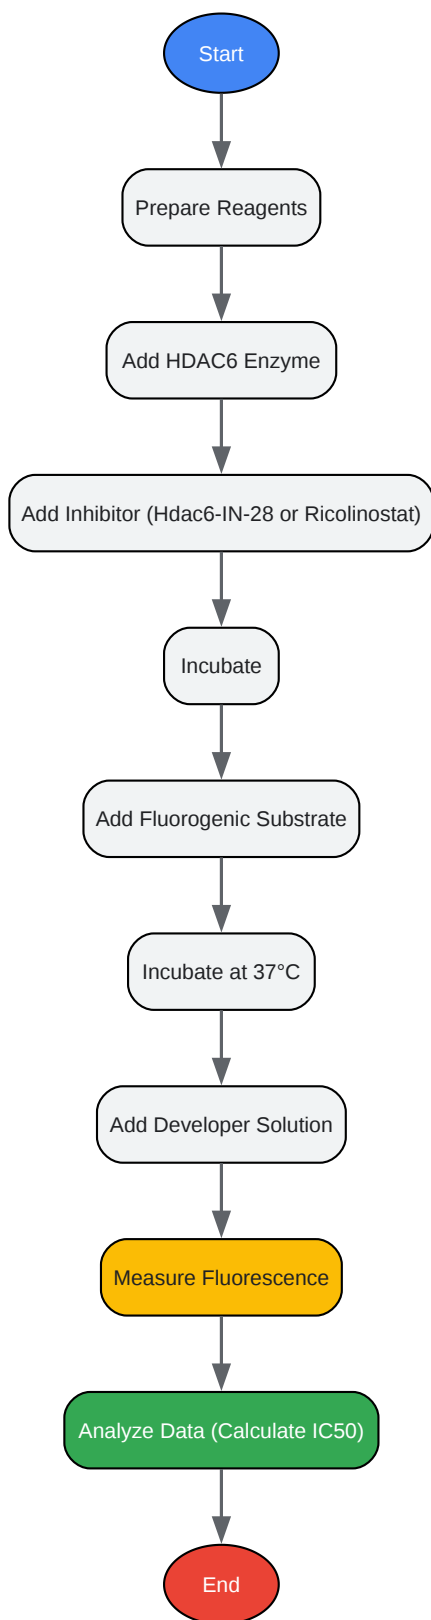 Start
Prepare Reagents
Add HDAC6 Enzyme
Add Inhibitor (Hdac6-IN-28 or Ricolinostat)
Incubate
Add Fluorogenic Substrate
Incubate at 37°C
Add Developer Solution
Measure Fluorescence
Analyze Data (Calculate IC50)
End